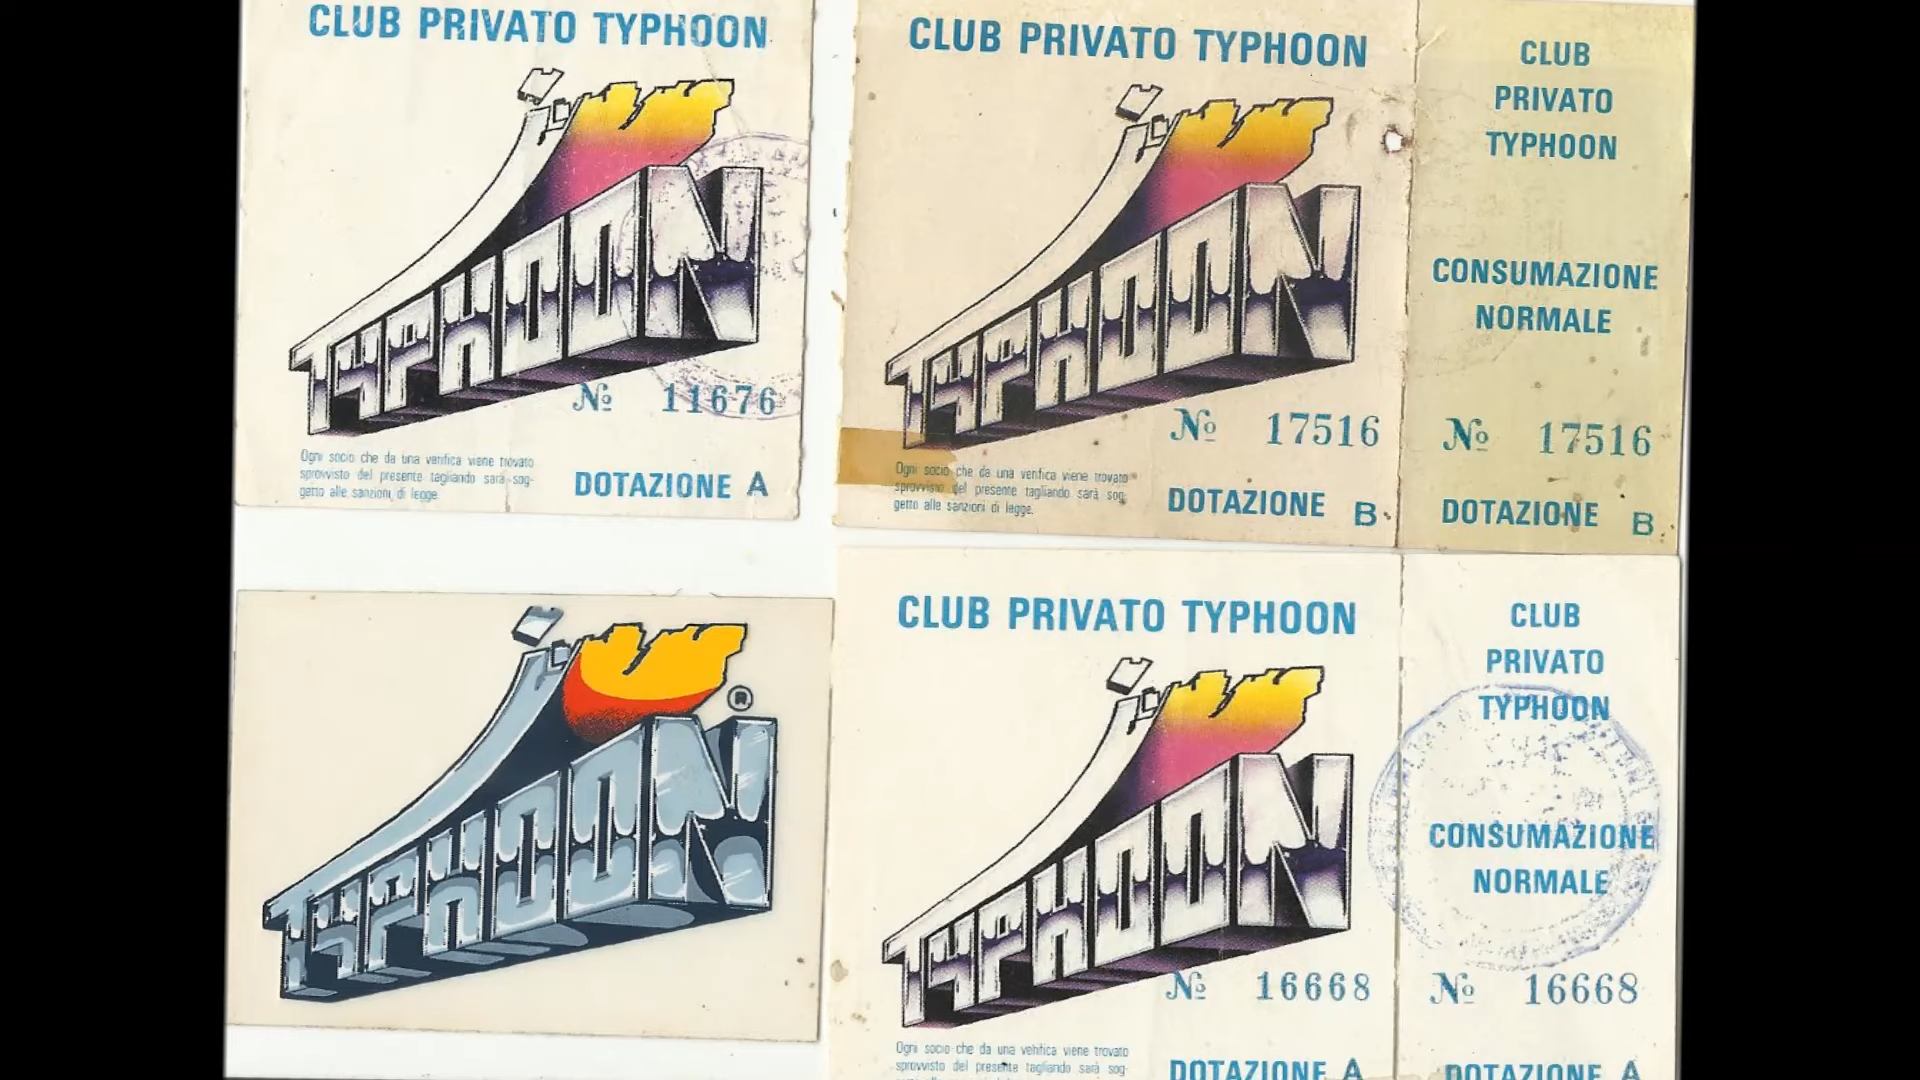 CLUB PRIVATO TYPHOON
TYPHOON
№ 11676
Ogni socio che da una verifica viene trovato
sprovvisto del presente tagliando sarà sog-
getto alle sanzioni di legge.
DOTAZIONE A
CLUB PRIVATO TYPHOON
TYPHOON
№ 17516
Ogni socio che da una verifica viene trovato
sprovvisto del presente tagliando sarà sog-
getto alle sanzioni di legge.
DOTAZIONE B
CLUB
PRIVATO
TYPHOON
CONSUMAZIONE
NORMALE
№ 17516
DOTAZIONE B
®
TYPHOON
CLUB PRIVATO TYPHOON
TYPHOON
№ 16668
Ogni socio che da una verifica viene trovato
sprovvisto del presente tagliando sarà sog-
DOTAZIONE A
CLUB
PRIVATO
TYPHOON
CONSUMAZIONE
NORMALE
№ 16668
DOTAZIONE A